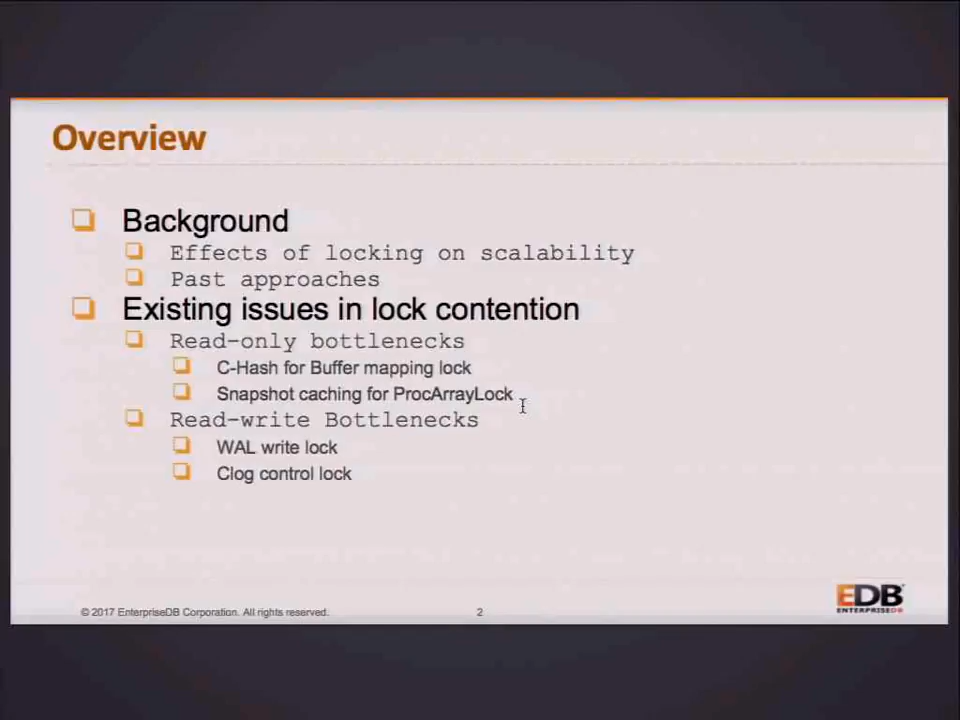 Overview
Background
Effects of locking on scalability
Past approaches
Existing issues in lock contention
Read-only bottlenecks
C-Hash for Buffer mapping lock
Snapshot caching for ProcArrayLock
Read-write Bottlenecks
WAL write lock
Clog control lock
© 2017 EnterpriseDB Corporation. All rights reserved.
2
EDB
ENTERPRISEDB